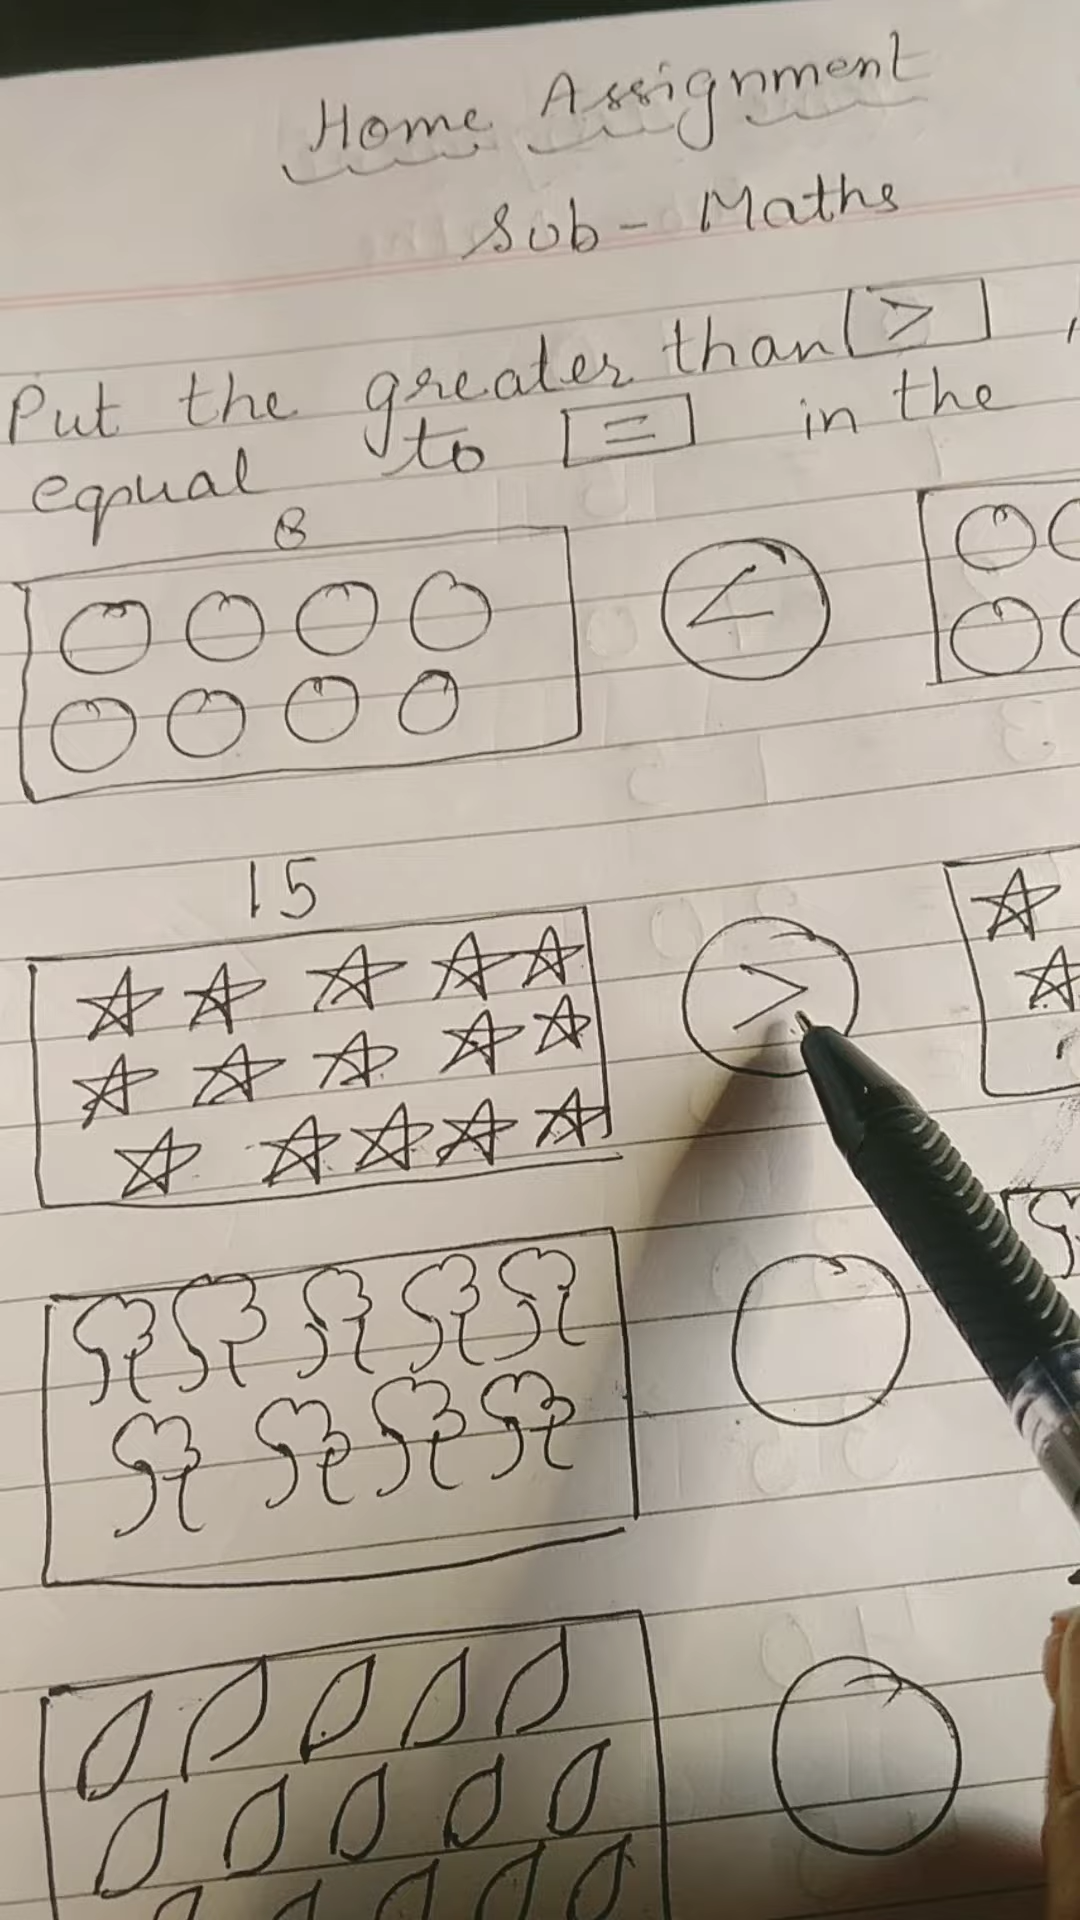 Home Assignment
Sub - Maths
Put the greater than >
equal to = in the
8
<
15
>